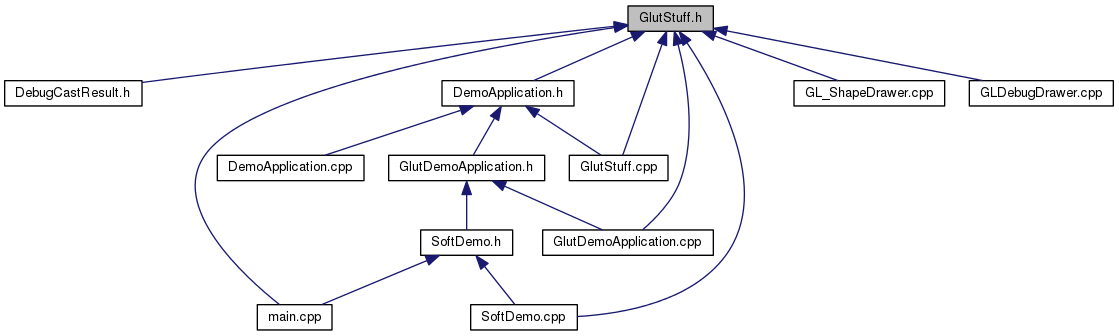 GlutStuff.h
DebugCastResult.h
DemoApplication.h
GL_ShapeDrawer.cpp
GLDebugDrawer.cpp
DemoApplication.cpp
GlutDemoApplication.h
GlutStuff.cpp
SoftDemo.h
GlutDemoApplication.cpp
main.cpp
SoftDemo.cpp